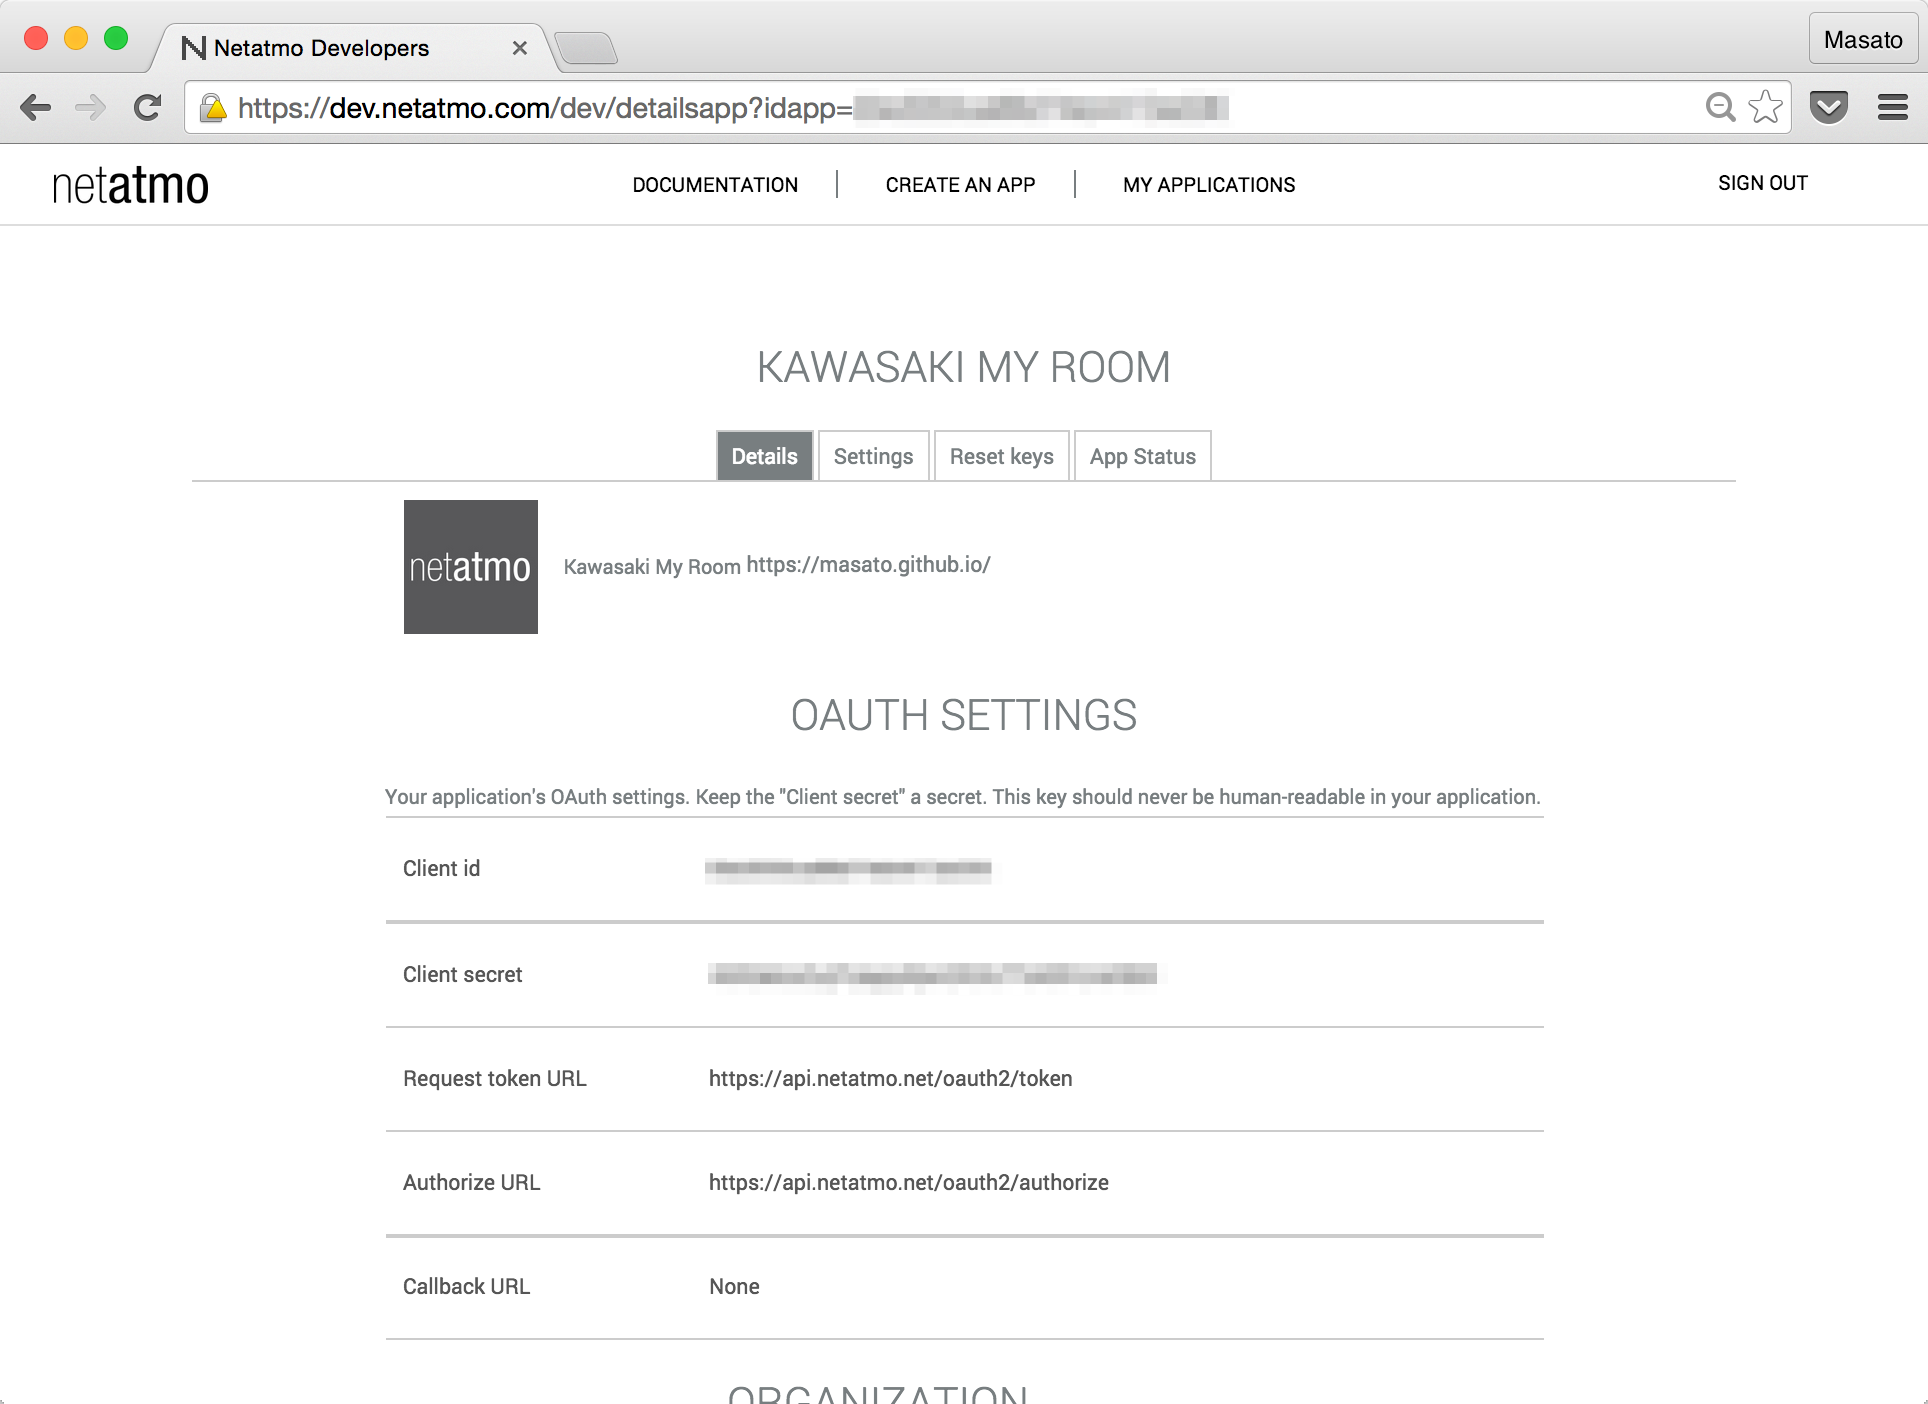 Netatmo Developers
Masato
https://dev.netatmo.com/dev/detailsapp?idapp=
netatmo
DOCUMENTATION
CREATE AN APP
MY APPLICATIONS
SIGN OUT
KAWASAKI MY ROOM
Details
Settings
Reset keys
App Status
netatmo
Kawasaki My Room https://masato.github.io/
OAUTH SETTINGS
Your application's OAuth settings. Keep the "Client secret" a secret. This key should never be human-readable in your application.
Client id
Client secret
Request token URL https://api.netatmo.net/oauth2/token
Authorize URL https://api.netatmo.net/oauth2/authorize
Callback URL None
ORGANIZATION